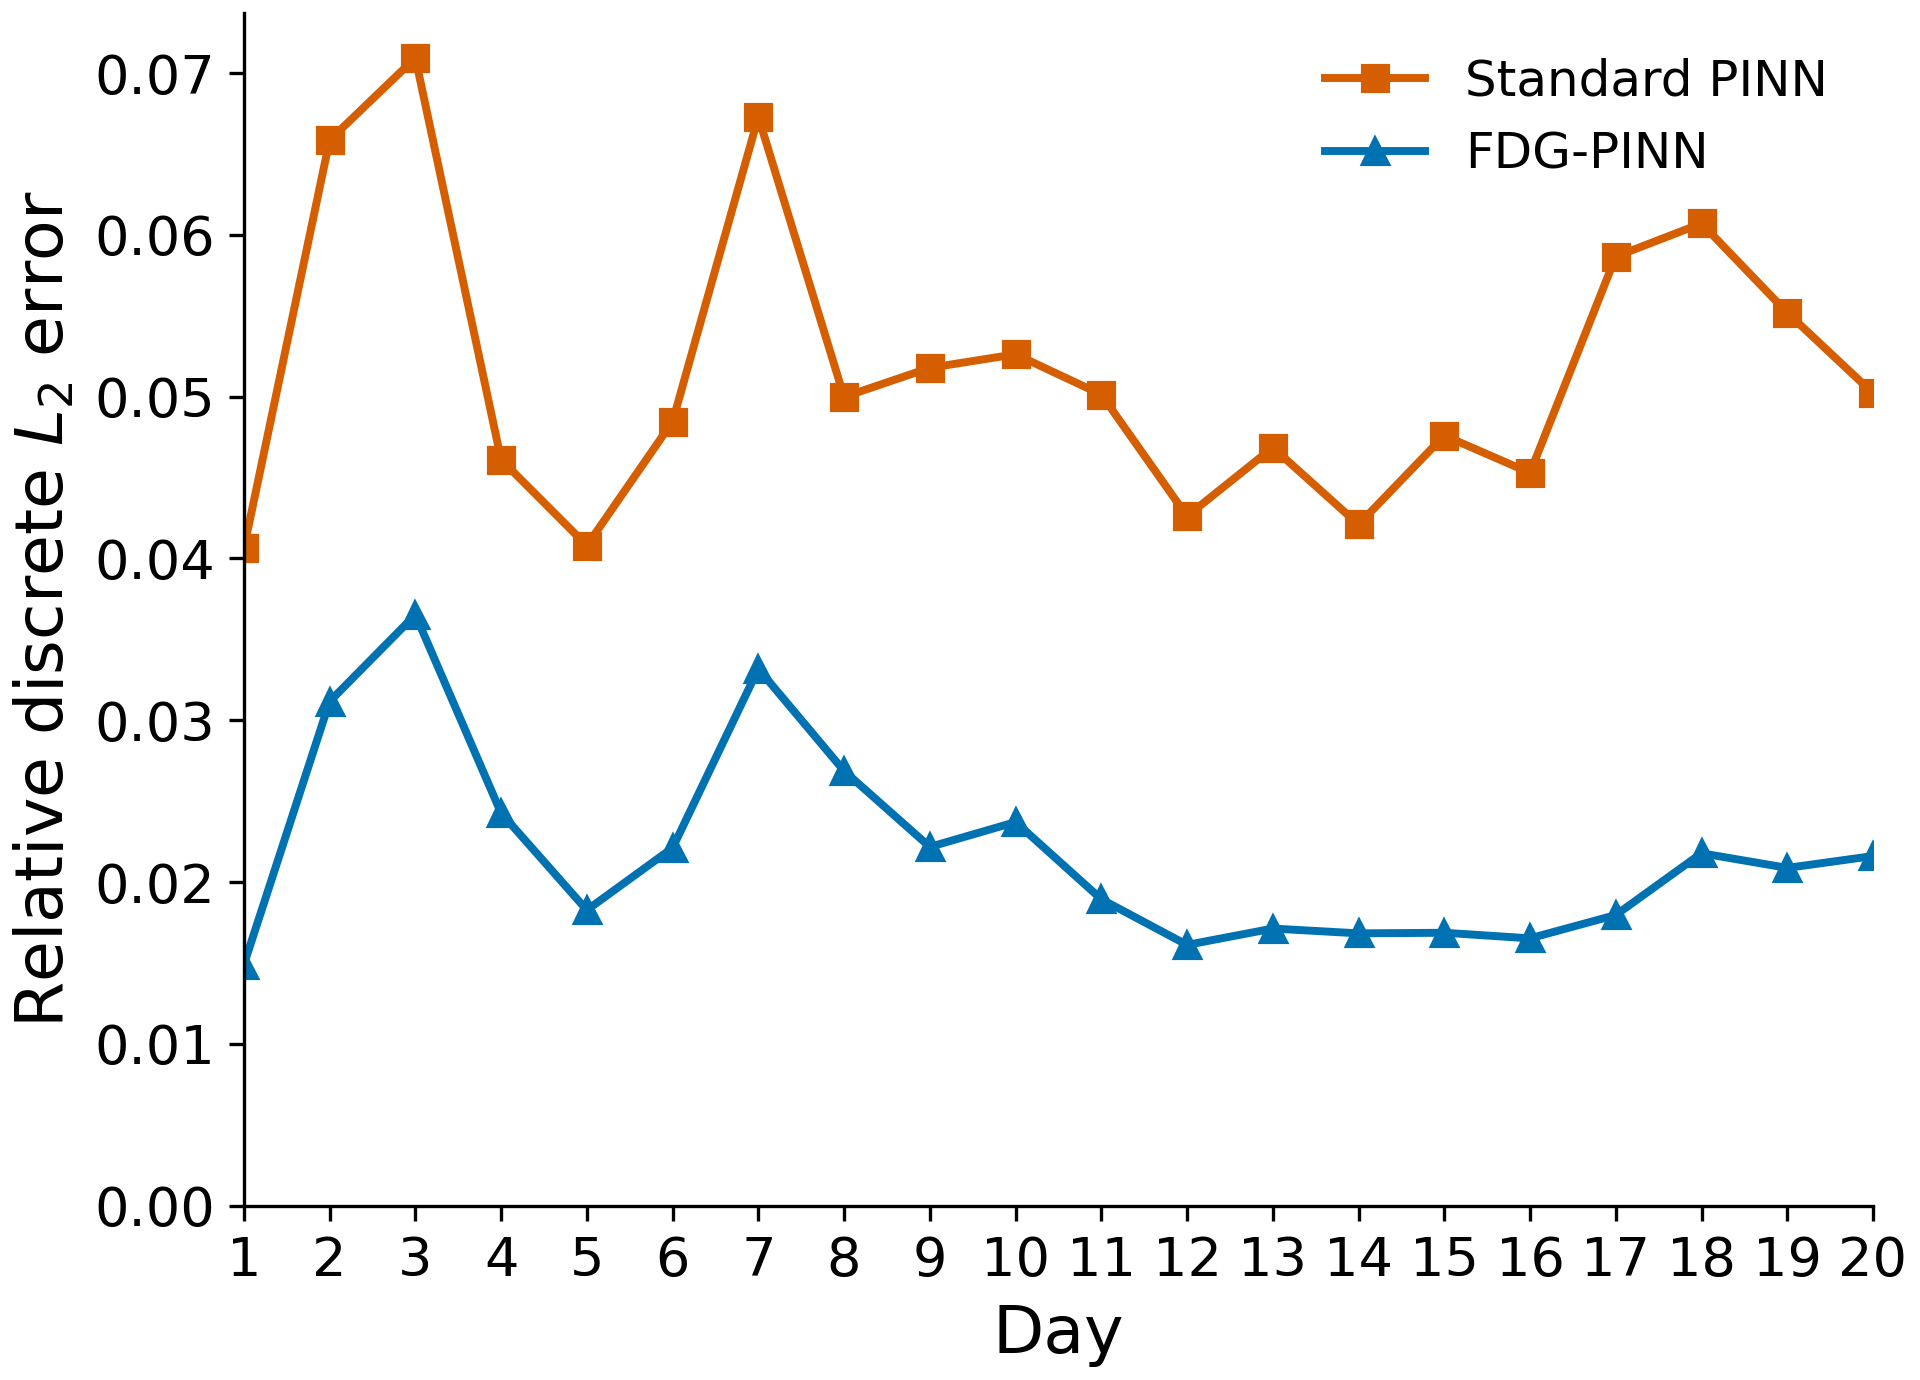 Standard PINN
FDG-PINN
Relative discrete L₂ error
0.07
0.06
0.05
0.04
0.03
0.02
0.01
0.00
1 2 3 4 5 6 7 8 9 10 11 12 13 14 15 16 17 18 19 20
Day